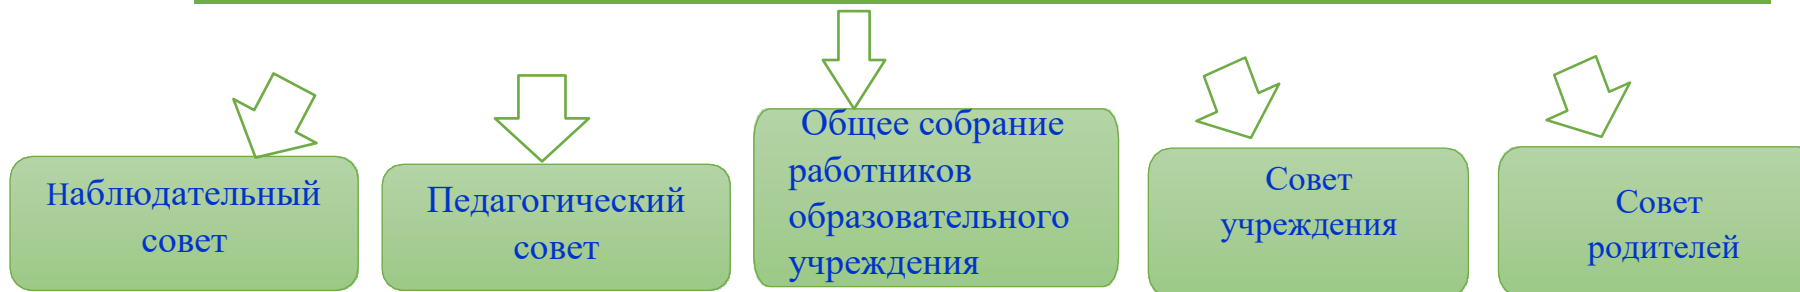 Наблюдательный
совет
Педагогический
совет
Общее собрание
работников
образовательного
учреждения
Совет
учреждения
Совет
родителей